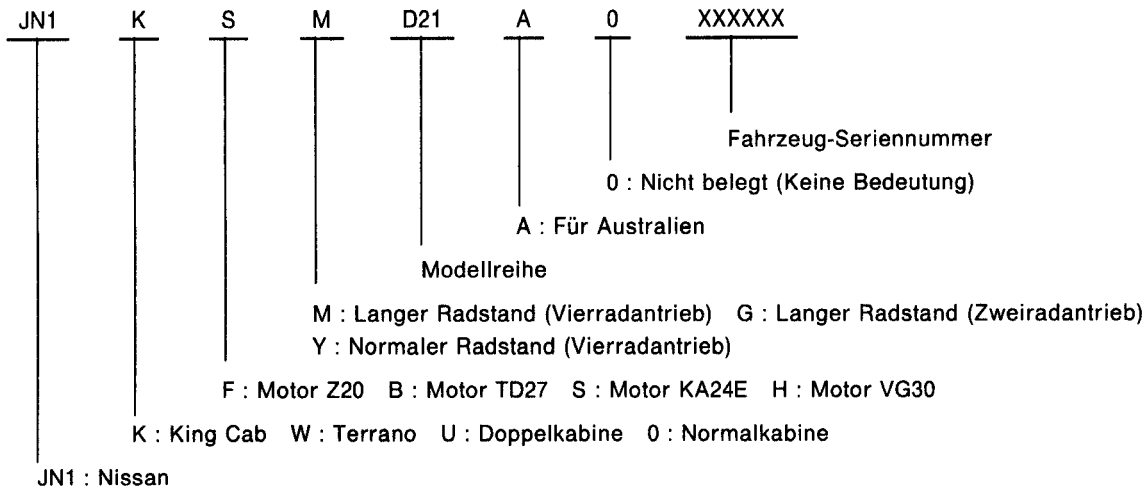 JN1 K S M D21 A 0 XXXXXX
Fahrzeug-Seriennummer
0 : Nicht belegt (Keine Bedeutung)
A : Für Australien
Modellreihe
M : Langer Radstand (Vierradantrieb) G : Langer Radstand (Zweiradantrieb)
Y : Normaler Radstand (Vierradantrieb)
F : Motor Z20 B : Motor TD27 S : Motor KA24E H : Motor VG30
K : King Cab W : Terrano U : Doppelkabine 0 : Normalkabine
JN1 : Nissan